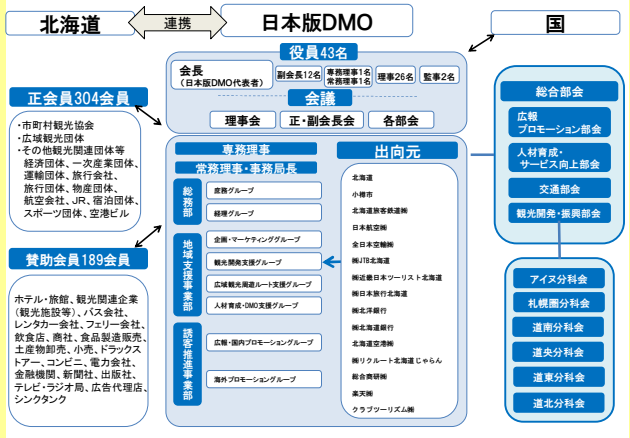 北海道
連携
日本版DMO
国
役員43名
会長
(日本版DMO代表者)
副会長12名
専務理事1名
常務理事1名
理事26名
監事2名
会議
理事会
正・副会長会
各部会
正会員304会員
・市町村観光協会
・広域観光団体
・その他観光関連団体等
経済団体、一次産業団体、
運輸団体、旅行会社、
旅行団体、物産団体、
航空会社、JR、宿泊団体、
スポーツ団体、空港ビル
賛助会員189会員
ホテル・旅館、観光関連企業
(観光施設等)、バス会社、
レンタカー会社、フェリー会社、
飲食店、商社、食品製造販売、
土産物卸売、小売、ドラックス
トアー、コンビニ、電力会社、
金融機関、新聞社、出版社、
テレビ・ラジオ局、広告代理店、
シンクタンク
専務理事
常務理事・事務局長
総務部
庶務グループ
経理グループ
地域支援事業部
企画・マーケティンググループ
観光開発支援グループ
広域観光周遊ルート支援グループ
人材育成・DMO支援グループ
誘客推進事業部
広報・国内プロモーショングループ
海外プロモーショングループ
出向元
北海道
小樽市
北海道旅客鉄道㈱
日本航空㈱
全日本空輸㈱
㈱JTB北海道
㈱近畿日本ツーリスト北海道
㈱日本旅行北海道
㈱北洋銀行
㈱北海道銀行
北海道空港㈱
㈱リクルート北海道じゃらん
総合商研㈱
楽天㈱
クラブツーリズム㈱
総合部会
広報
プロモーション部会
人材育成・
サービス向上部会
交通部会
観光開発・振興部会
アイヌ分科会
札幌圏分科会
道南分科会
道央分科会
道東分科会
道北分科会